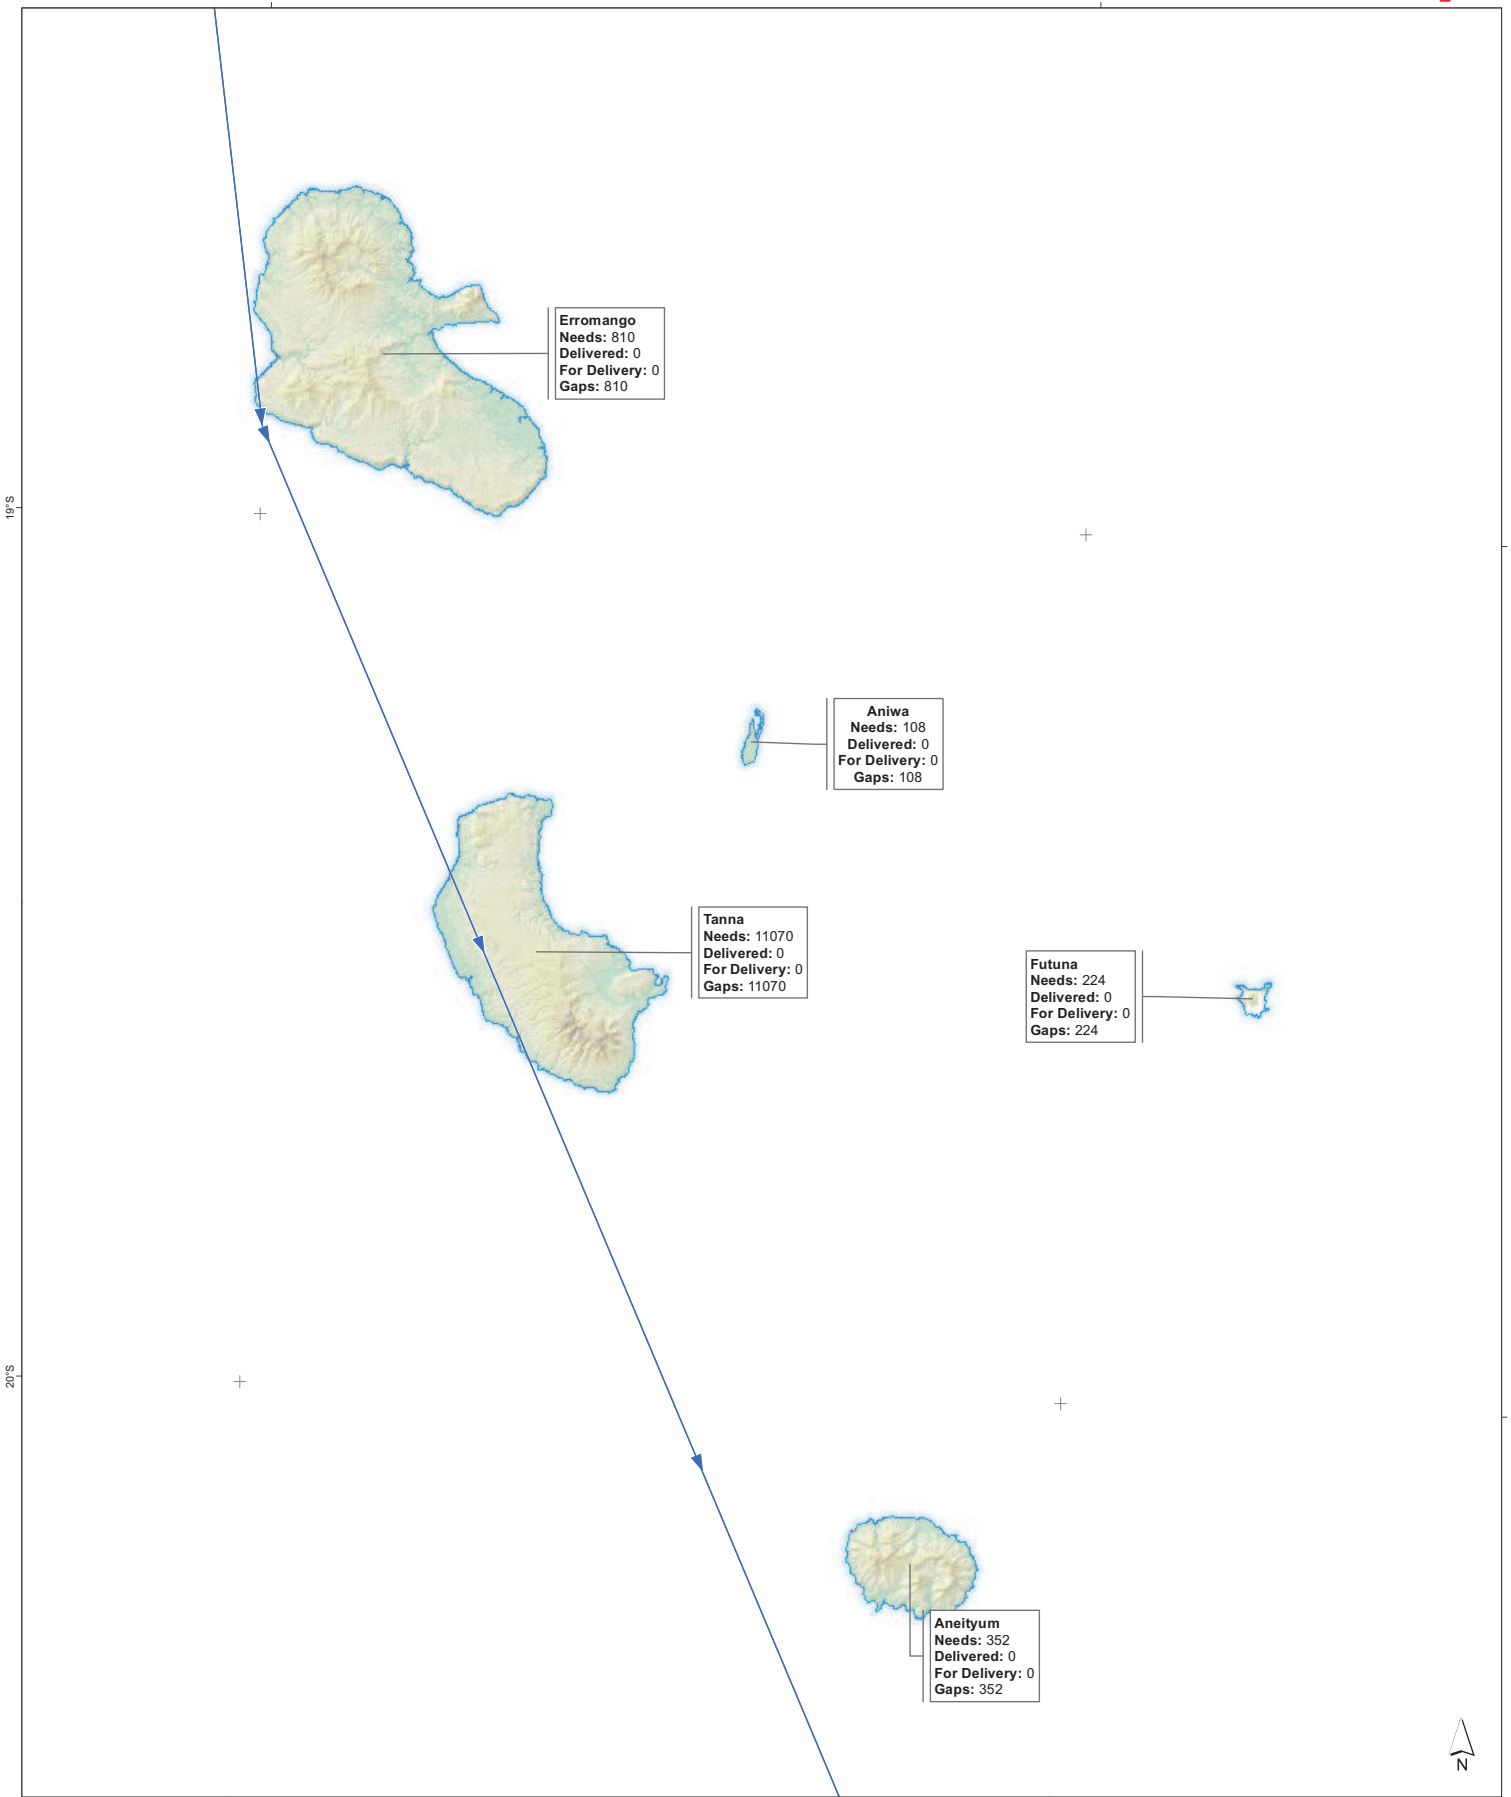 Erromango
Needs: 810
Delivered: 0
For Delivery: 0
Gaps: 810
19°S
Aniwa
Needs: 108
Delivered: 0
For Delivery: 0
Gaps: 108
Tanna
Needs: 11070
Delivered: 0
For Delivery: 0
Gaps: 11070
Futuna
Needs: 224
Delivered: 0
For Delivery: 0
Gaps: 224
20°S
Aneityum
Needs: 352
Delivered: 0
For Delivery: 0
Gaps: 352
N